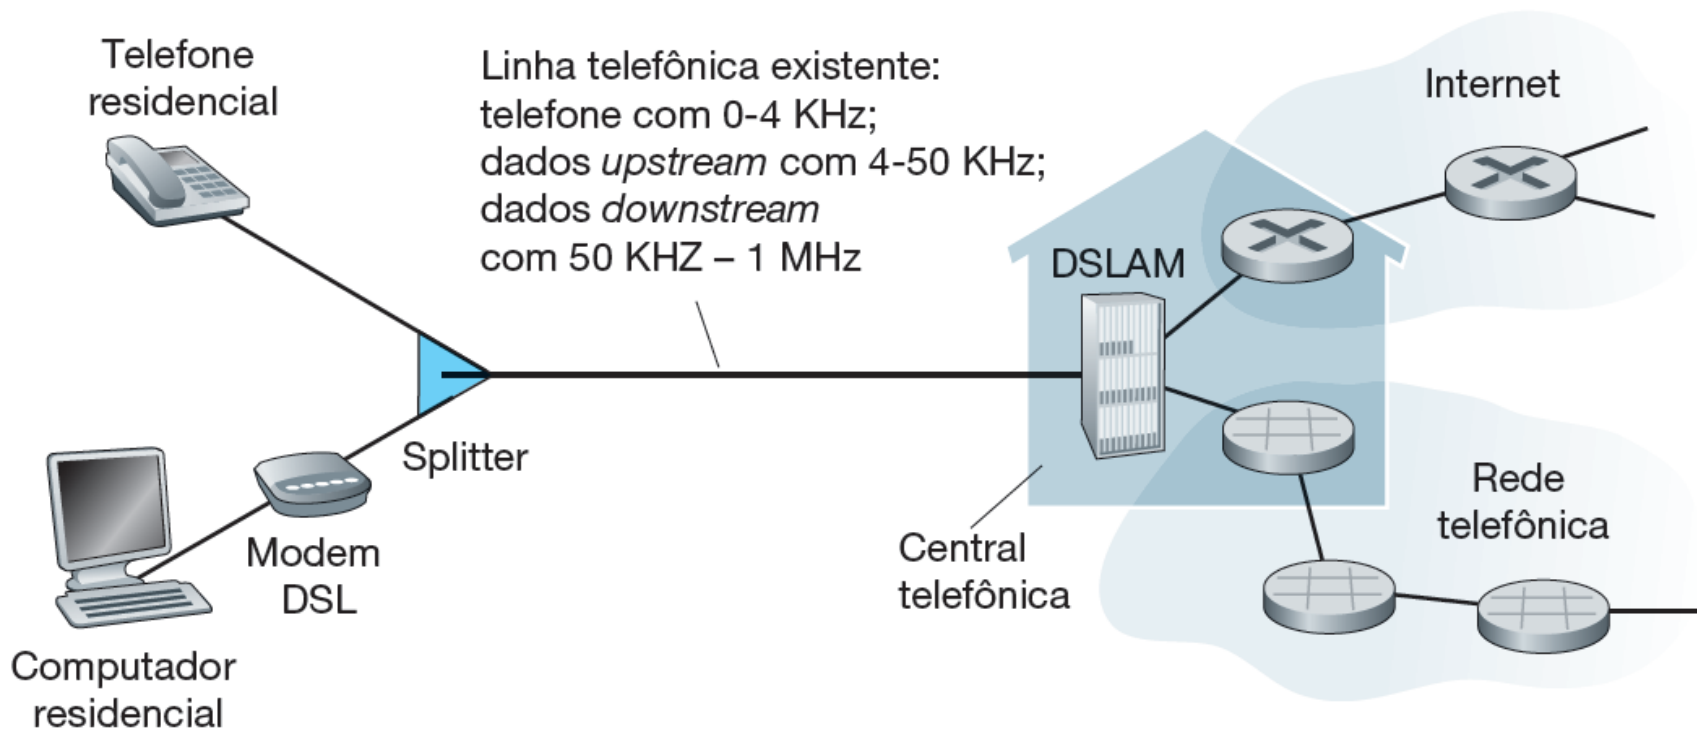 Telefone
residencial
Linha telefônica existente:
telefone com 0-4 KHz;
dados upstream com 4-50 KHz;
dados downstream
com 50 KHZ – 1 MHz
Internet
DSLAM
Splitter
Modem
DSL
Computador
residencial
Central
telefônica
Rede
telefônica